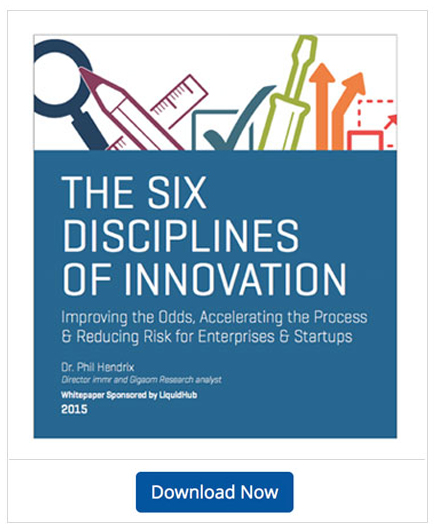 THE SIX
DISCIPLINES
OF INNOVATION
Improving the Odds, Accelerating the Process
& Reducing Risk for Enterprises & Startups
Dr. Phil Hendrix
Director immr and Gigaom Research analyst
Whitepaper Sponsored by LiquidHub
2015
Download Now